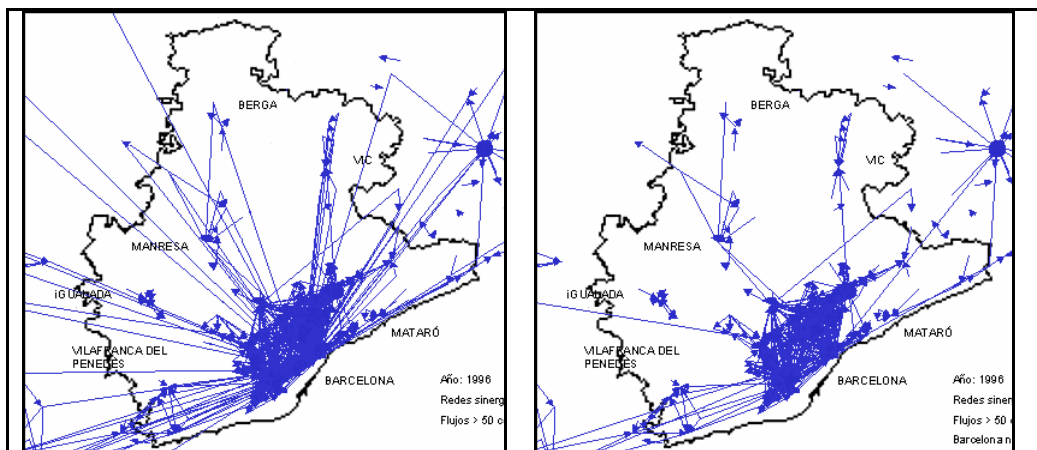 BERGA
VIC
MANRESA
iGUALADA
MATARÓ
VILAFRANCA DEL
PENEDÈS
BARCELONA
Año: 1996
Redes sinerg
Flujos > 50 c
BERGA
VIC
MANRESA
iGUALADA
MATARÓ
VILAFRANCA DEL
PENEDÈS
BARCELONA
Año: 1996
Redes siner
Flujos > 50
Barcelona n